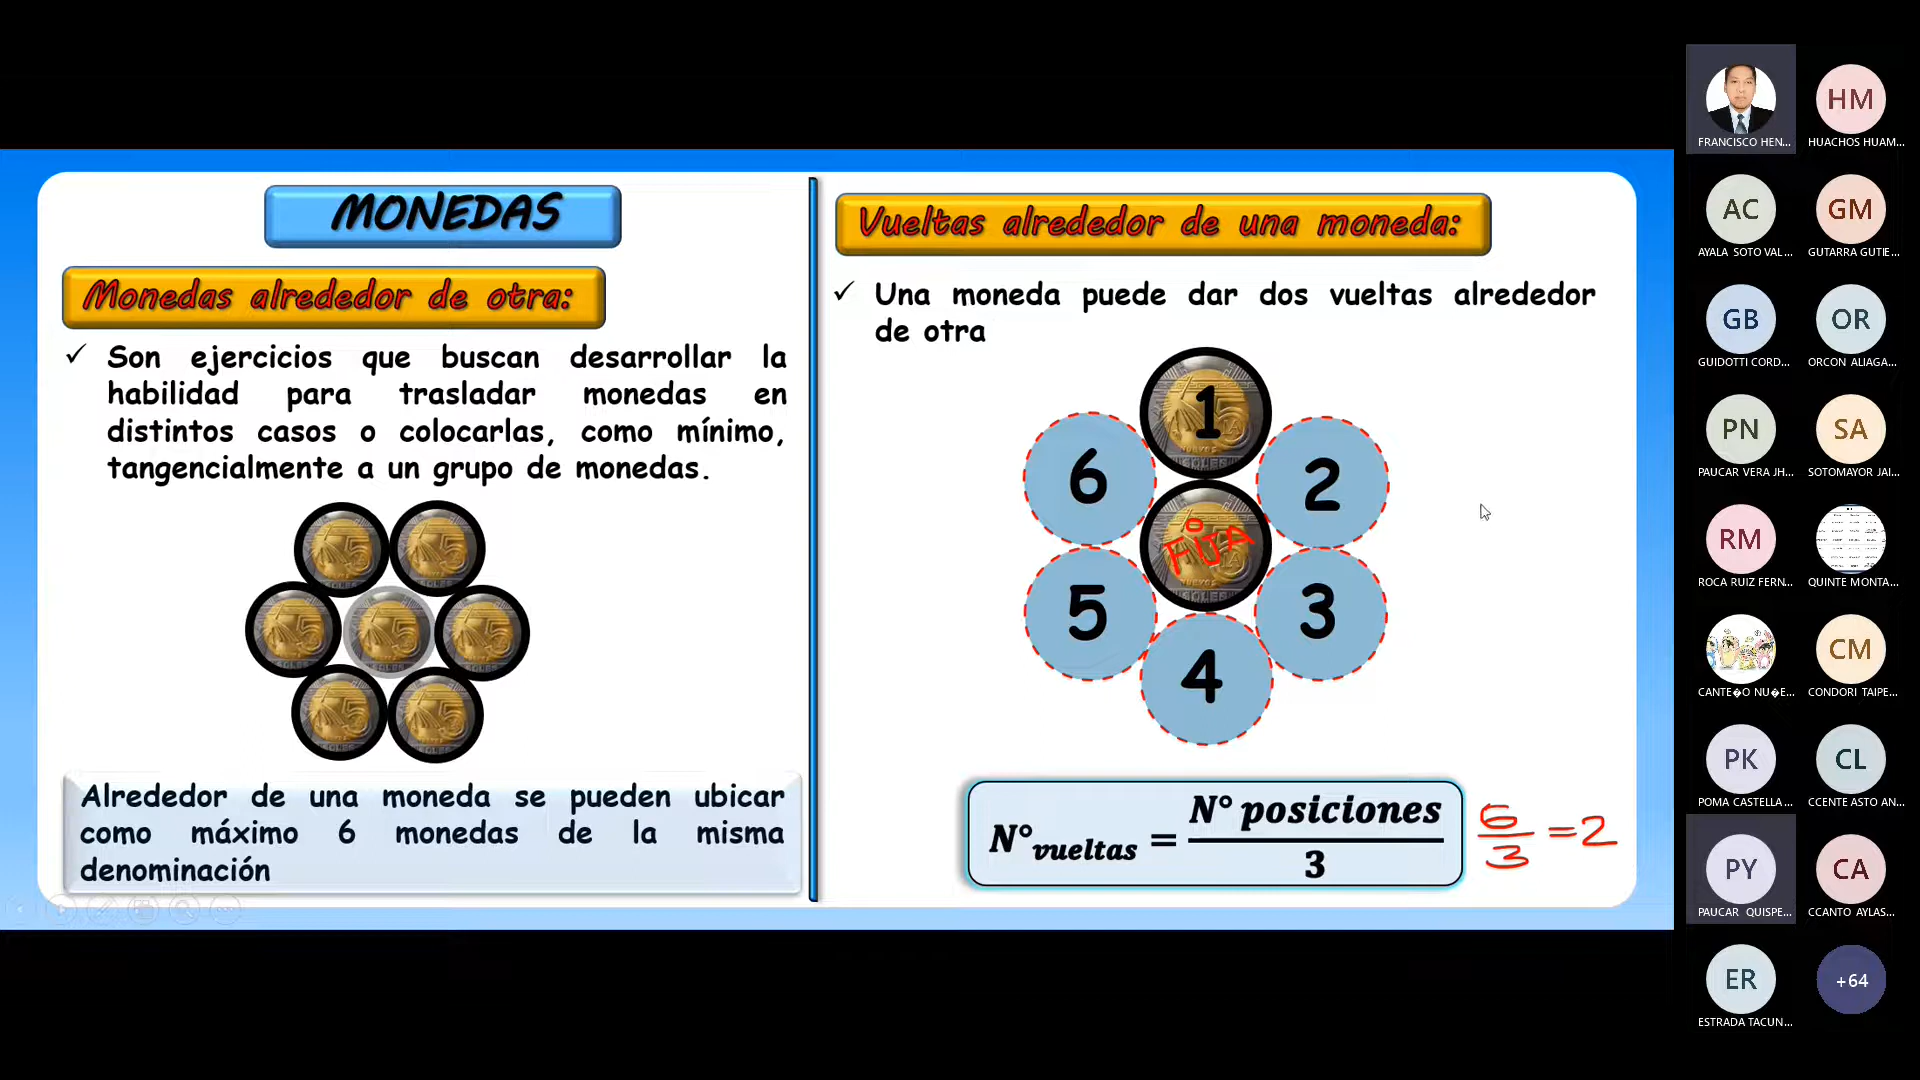 MONEDAS
Monedas alrededor de otra:
✓ Son ejercicios que buscan desarrollar la
habilidad para trasladar monedas en
distintos casos o colocarlas, como mínimo,
tangencialmente a un grupo de monedas.
Alrededor de una moneda se pueden ubicar
como máximo 6 monedas de la misma
denominación
Vueltas alrededor de una moneda:
✓ Una moneda puede dar dos vueltas alrededor
de otra
1
2
3
4
5
6
FIJA
N° vueltas = N° posiciones / 3
6/3 = 2
FRANCISCO HEN...
HM
HUACHOS HUAM...
AC
AYALA SOTO VAL...
GM
GUTARRA GUTIE...
GB
GUIDOTTI CORD...
OR
ORCON ALIAGA...
PN
PAUCAR VERA JH...
SA
SOTOMAYOR JAI...
RM
ROCA RUIZ FERN...
QUINTE MONTA...
CANTE�O NU�E...
CM
CONDORI TAIPE...
PK
POMA CASTELLA...
CL
CCENTE ASTO AN...
PY
PAUCAR QUISPE...
CA
CCANTO AYLAS...
ER
ESTRADA TACUN...
+64